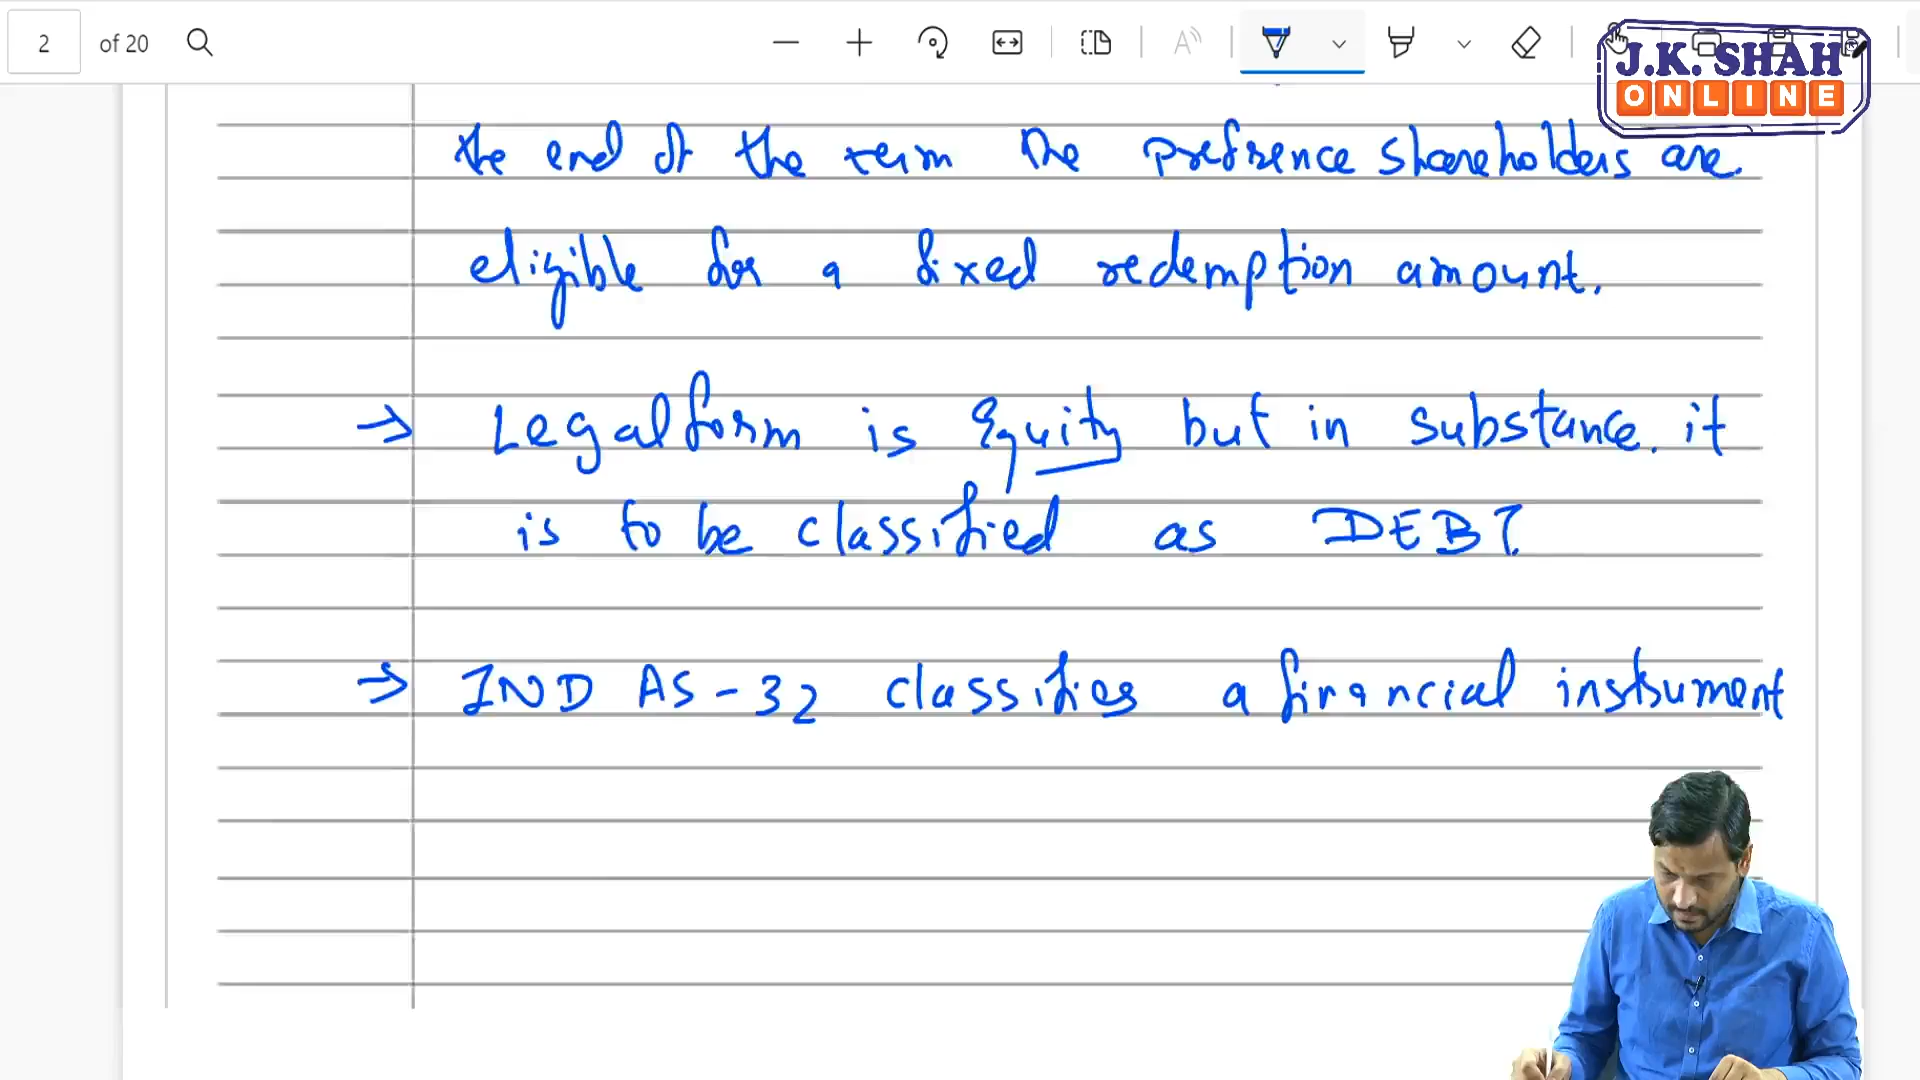 2 of 20
J.K. SHAH
ONLINE
the end of the term the prefrence shareholders are
eligible for a fixed redemption amount.
⇒ Legal form is Equity but in substance it
is to be classified as DEBT
⇒ IND AS-32 classifies a financial instrument